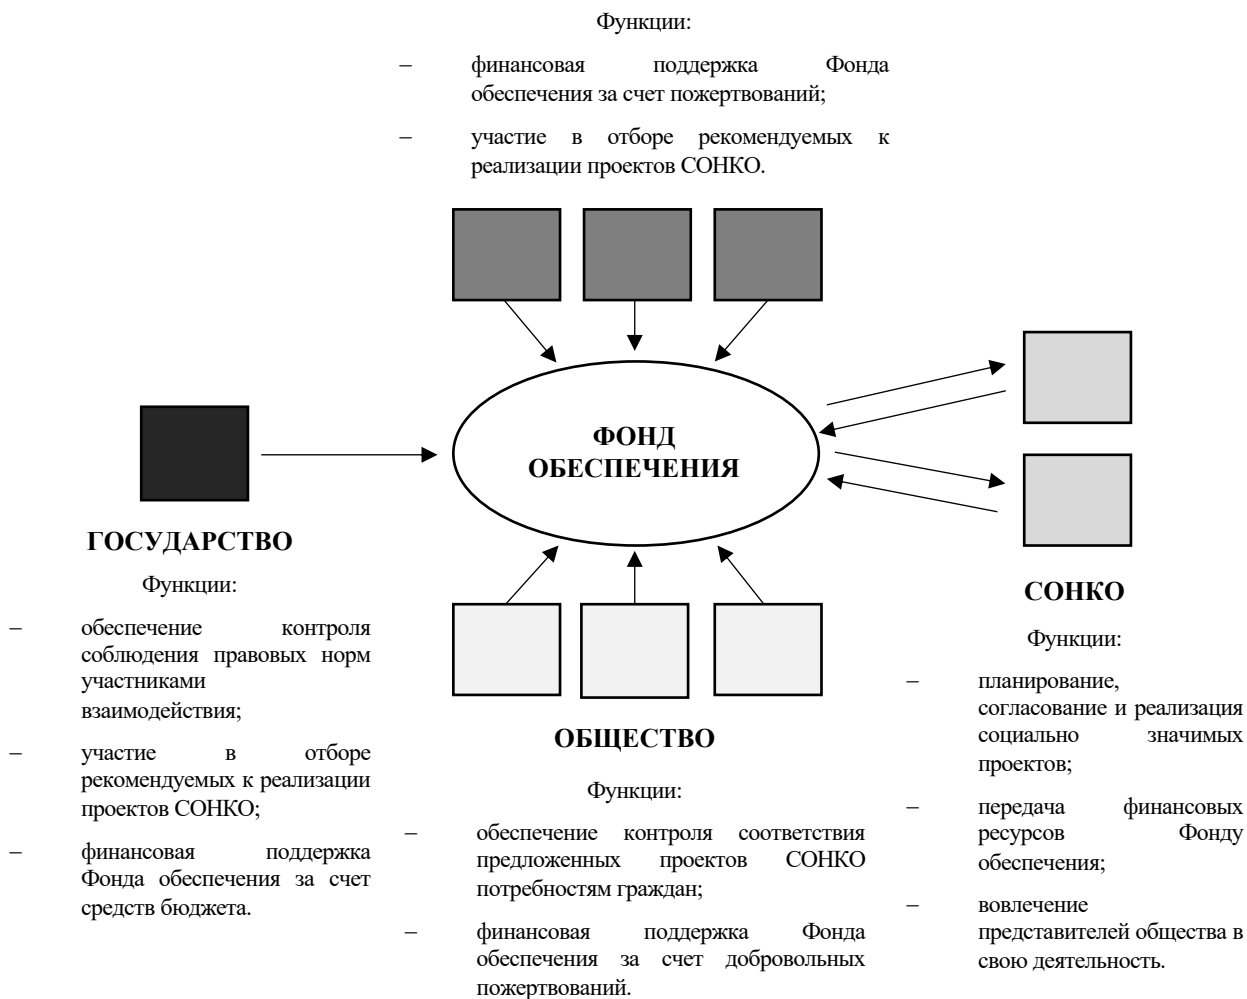 Функции:
– финансовая поддержка Фонда
обеспечения за счет пожертвований;
– участие в отборе рекомендуемых к
реализации проектов СОНКО.
ФОНД
ОБЕСПЕЧЕНИЯ
ГОСУДАРСТВО
Функции:
– обеспечение контроля
соблюдения правовых норм
участниками
взаимодействия;
– участие в отборе
рекомендуемых к реализации
проектов СОНКО;
– финансовая поддержка
Фонда обеспечения за счет
средств бюджета.
ОБЩЕСТВО
Функции:
– обеспечение контроля соответствия
предложенных проектов СОНКО
потребностям граждан;
– финансовая поддержка Фонда
обеспечения за счет добровольных
пожертвований.
СОНКО
Функции:
– планирование,
согласование и реализация
социально значимых
проектов;
– передача финансовых
ресурсов Фонду
обеспечения;
– вовлечение
представителей общества в
свою деятельность.